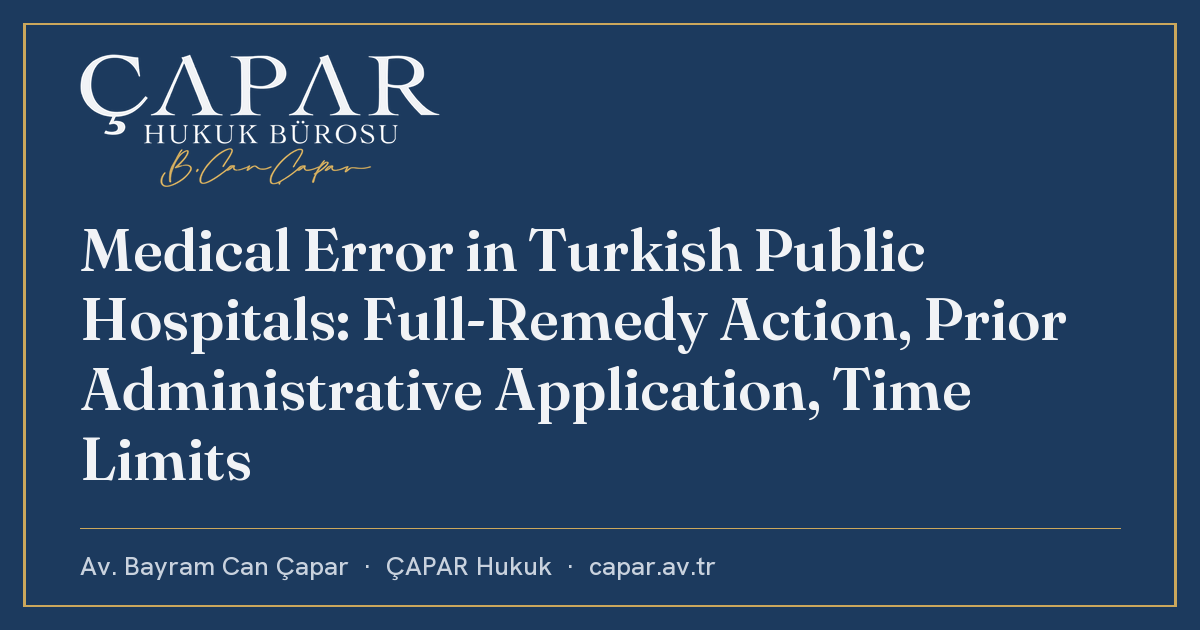 ÇAPAR
HUKUK BÜROSU
B.Can Çapar
Medical Error in Turkish Public
Hospitals: Full-Remedy Action, Prior
Administrative Application, Time
Limits
Av. Bayram Can Çapar · ÇAPAR Hukuk · capar.av.tr